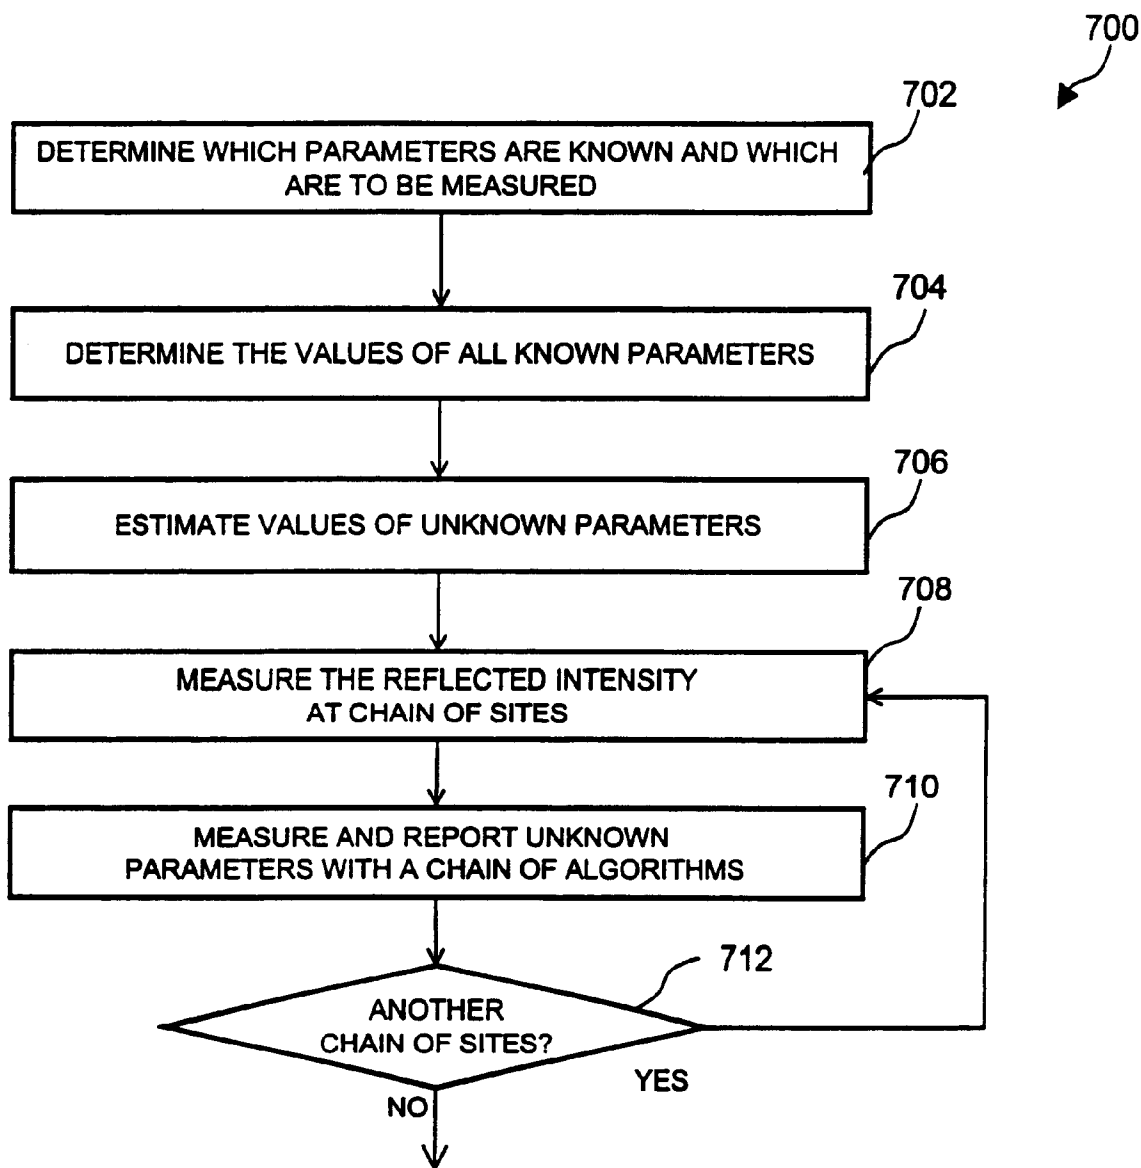 700
702
DETERMINE WHICH PARAMETERS ARE KNOWN AND WHICH
ARE TO BE MEASURED
704
DETERMINE THE VALUES OF ALL KNOWN PARAMETERS
706
ESTIMATE VALUES OF UNKNOWN PARAMETERS
708
MEASURE THE REFLECTED INTENSITY
AT CHAIN OF SITES
710
MEASURE AND REPORT UNKNOWN
PARAMETERS WITH A CHAIN OF ALGORITHMS
712
ANOTHER
CHAIN OF SITES?
YES
NO